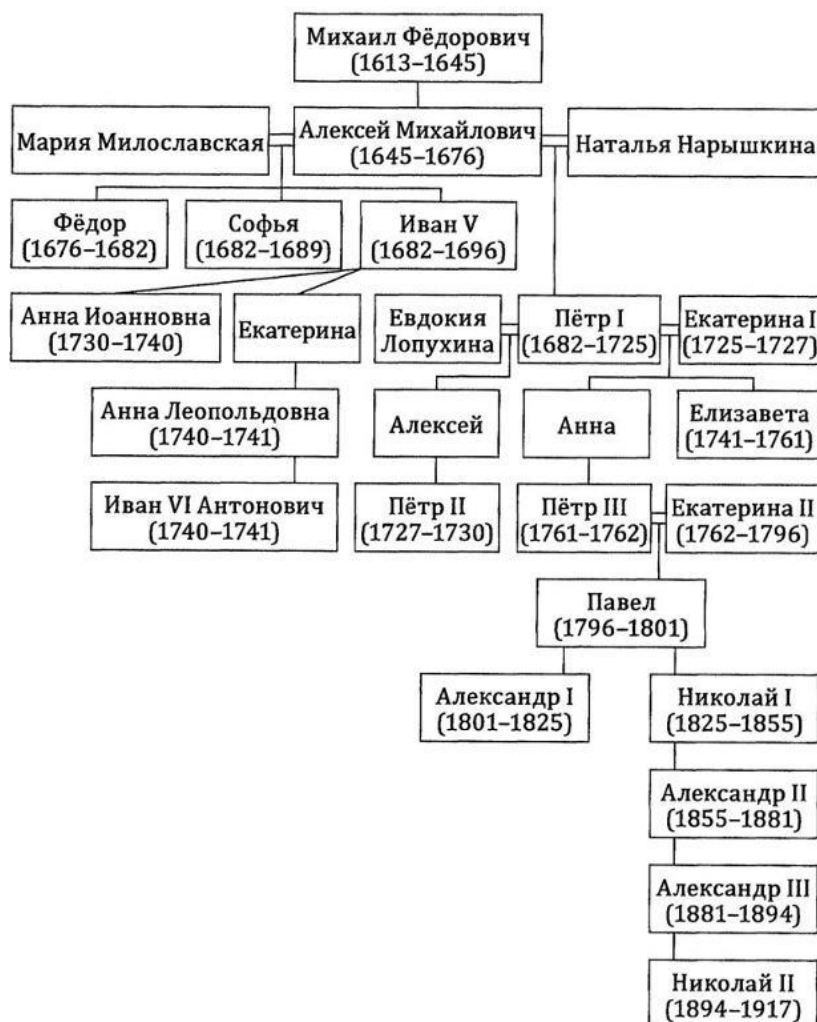 Михаил Фёдорович
(1613–1645)
Мария Милославская
Алексей Михайлович
(1645–1676)
Наталья Нарышкина
Фёдор
(1676–1682)
Софья
(1682–1689)
Иван V
(1682–1696)
Анна Иоанновна
(1730–1740)
Екатерина
Евдокия
Лопухина
Пётр I
(1682–1725)
Екатерина I
(1725–1727)
Анна Леопольдовна
(1740–1741)
Алексей
Анна
Елизавета
(1741–1761)
Иван VI Антонович
(1740–1741)
Пётр II
(1727–1730)
Пётр III
(1761–1762)
Екатерина II
(1762–1796)
Павел
(1796–1801)
Александр I
(1801–1825)
Николай I
(1825–1855)
Александр II
(1855–1881)
Александр III
(1881–1894)
Николай II
(1894–1917)